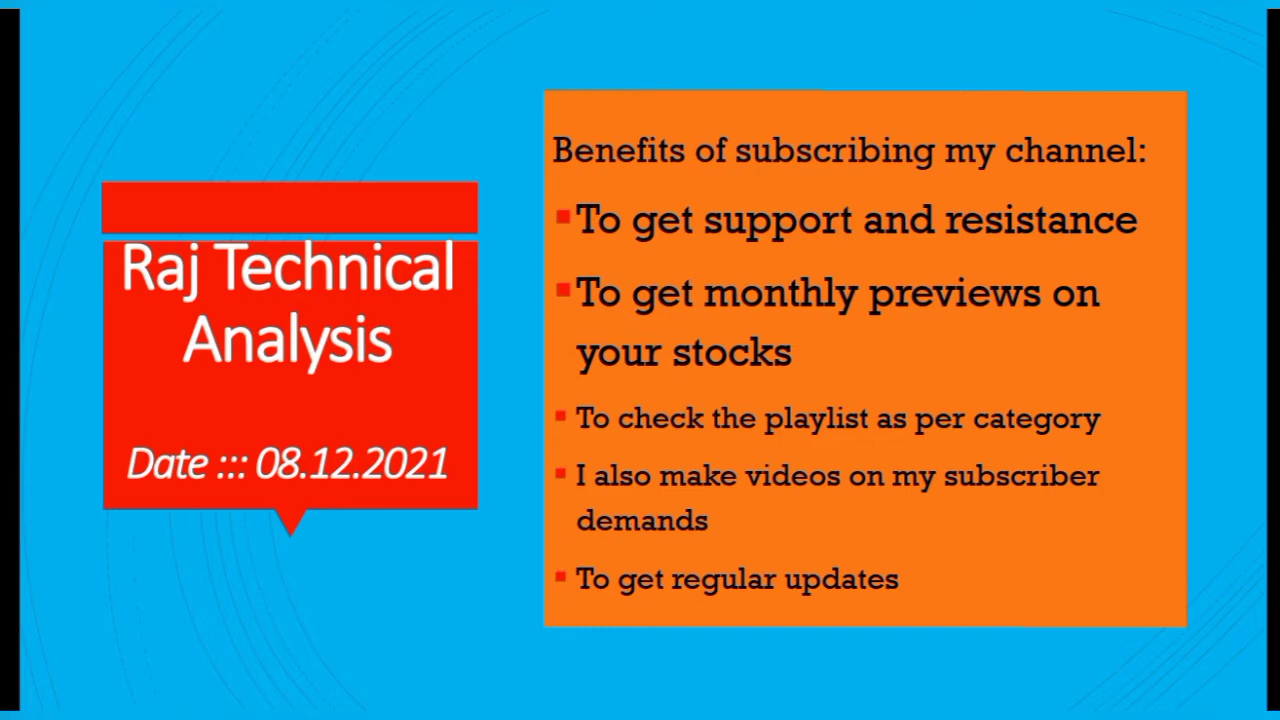 Raj Technical
Analysis
Date ::: 08.12.2021
Benefits of subscribing my channel:
To get support and resistance
To get monthly previews on
your stocks
To check the playlist as per category
I also make videos on my subscriber
demands
To get regular updates